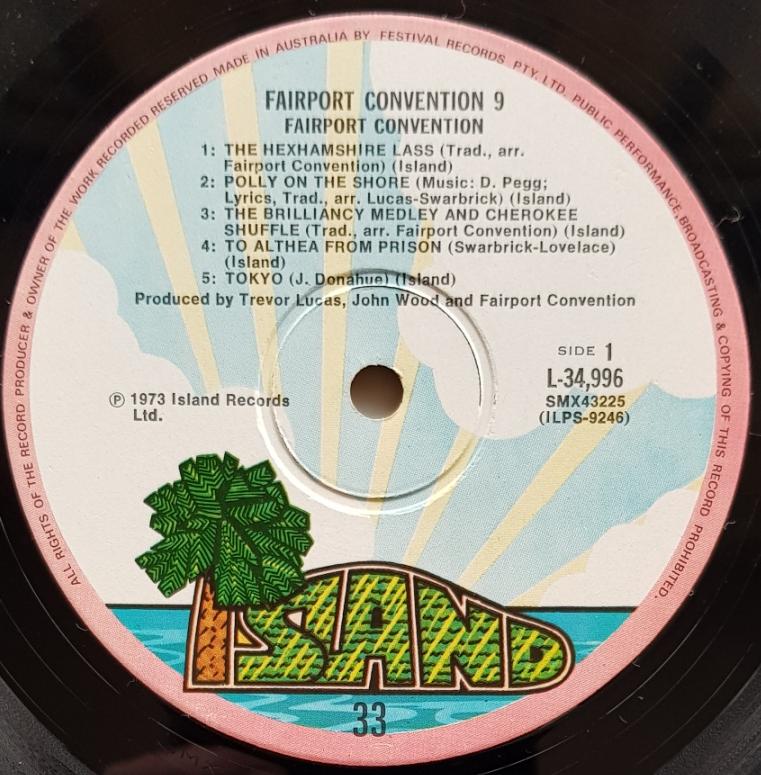 ALL RIGHTS OF THE RECORD PRODUCER & OWNER OF THE WORK RECORDED RESERVED MADE IN AUSTRALIA BY FESTIVAL RECORDS PTY. LTD. PUBLIC PERFORMANCE, BROADCASTING & COPYING OF THIS RECORD PROHIBITED.
FAIRPORT CONVENTION 9
FAIRPORT CONVENTION
1: THE HEXHAMSHIRE LASS (Trad., arr.
Fairport Convention) (Island)
2: POLLY ON THE SHORE (Music: D. Pegg;
Lyrics, Trad., arr. Lucas-Swarbrick) (Island)
3: THE BRILLIANCY MEDLEY AND CHEROKEE
SHUFFLE (Trad., arr. Fairport Convention) (Island)
4: TO ALTHEA FROM PRISON (Swarbrick-Lovelace)
(Island)
5: TOKYO (J. Donahue) (Island)
Produced by Trevor Lucas, John Wood and Fairport Convention
SIDE 1
L-34,996
SMX43225
(ILPS-9246)
℗ 1973 Island Records
Ltd.
ISLAND
33